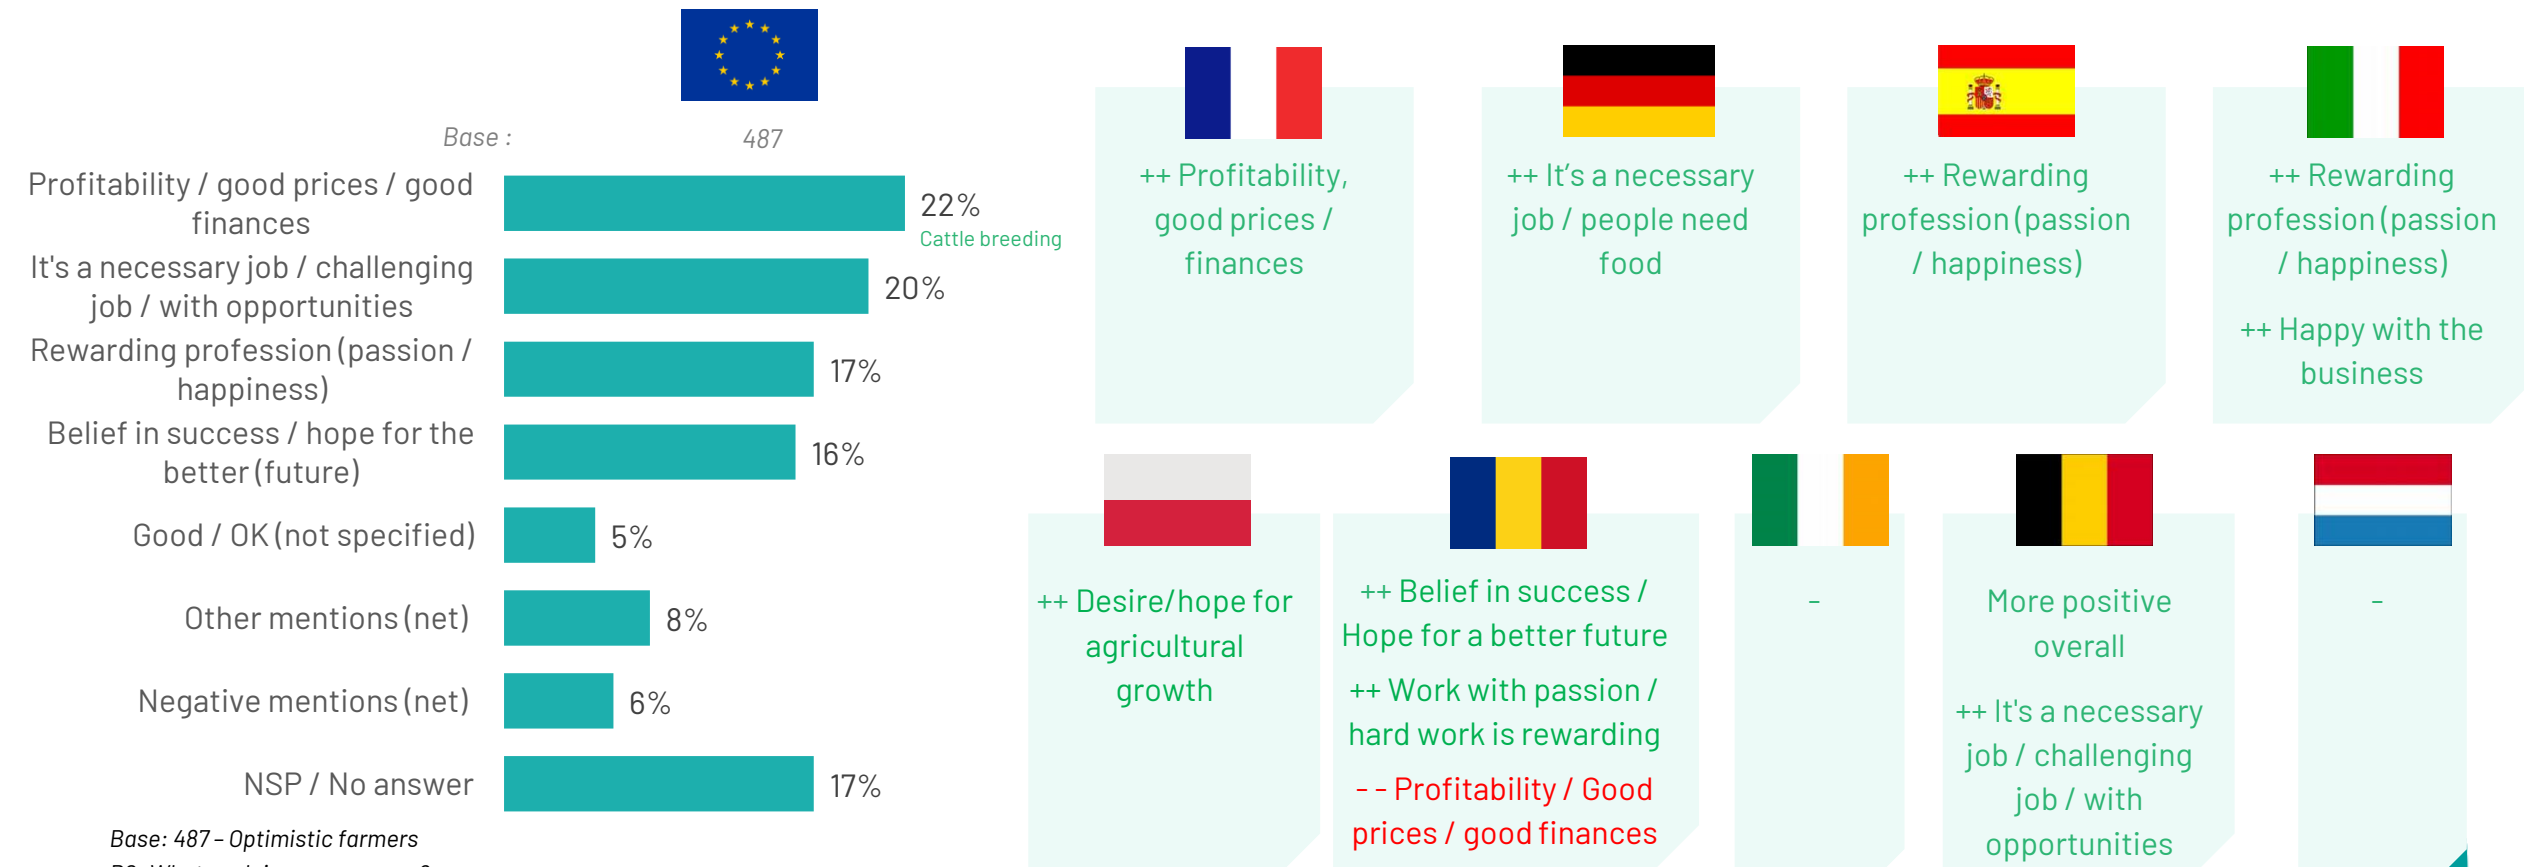 Base :
487
Profitability / good prices / good
finances
22%
Cattle breeding
It's a necessary job / challenging
job / with opportunities
20%
Rewarding profession (passion /
happiness)
17%
Belief in success / hope for the
better (future)
16%
Good / OK (not specified)
5%
Other mentions (net)
8%
Negative mentions (net)
6%
NSP / No answer
17%
Base: 487 – Optimistic farmers
++ Profitability,
good prices /
finances
++ It’s a necessary
job / people need
food
++ Rewarding
profession (passion
/ happiness)
++ Rewarding
profession (passion
/ happiness)
++ Happy with the
business
++ Desire/hope for
agricultural
growth
++ Belief in success /
Hope for a better future
++ Work with passion /
hard work is rewarding
- - Profitability / Good
prices / good finances
-
More positive
overall
++ It's a necessary
job / challenging
job / with
opportunities
-